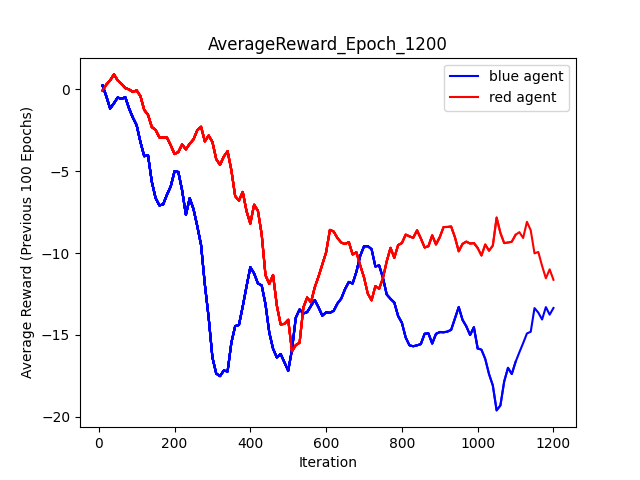 AverageReward_Epoch_1200
blue agent
red agent
Average Reward (Previous 100 Epochs)
0
−5
−10
−15
−20
0 200 400 600 800 1000 1200
Iteration